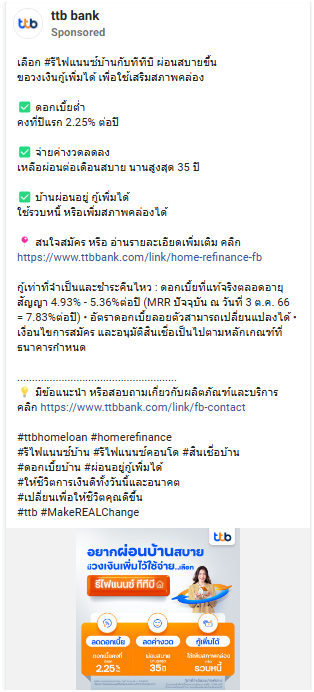 ttb bank
Sponsored
เลือก #รีไฟแนนซ์บ้านกับทีทีบี ผ่อนสบายขึ้น
ขอวงเงินกู้เพิ่มได้ เพื่อใช้เสริมสภาพคล่อง
✅ ดอกเบี้ยต่ำ
คงที่ปีแรก 2.25% ต่อปี
✅ จ่ายค่างวดลดลง
เหลือผ่อนต่อเดือนสบาย นานสูงสุด 35 ปี
✅ บ้านผ่อนอยู่ กู้เพิ่มได้
ใช้รวบหนี้ หรือเพิ่มสภาพคล่องได้
📍 สนใจสมัคร หรือ อ่านรายละเอียดเพิ่มเติม คลิก
https://www.ttbbank.com/link/home-refinance-fb
กู้เท่าที่จำเป็นและชำระคืนไหว : ดอกเบี้ยที่แท้จริงตลอดอายุ
สัญญา 4.93% - 5.36%ต่อปี (MRR ปัจจุบัน ณ วันที่ 3 ต.ค. 66
= 7.83%ต่อปี) • อัตราดอกเบี้ยลอยตัวสามารถเปลี่ยนแปลงได้ •
เงื่อนไขการสมัคร และอนุมัติสินเชื่อเป็นไปตามหลักเกณฑ์ที่
ธนาคารกำหนด
......................................................
💡 มีข้อแนะนำ หรือสอบถามเกี่ยวกับผลิตภัณฑ์และบริการ
คลิก https://www.ttbbank.com/link/fb-contact
#ttbhomeloan #homerefinance
#รีไฟแนนซ์บ้าน #รีไฟแนนซ์คอนโด #สินเชื่อบ้าน
#ดอกเบี้ยบ้าน #ผ่อนอยู่กู้เพิ่มได้
#ให้ชีวิตการเงินดีทั้งวันนี้และอนาคต
#เปลี่ยนเพื่อให้ชีวิตคุณดีขึ้น
#ttb #MakeREALChange
ttb
อยากผ่อนบ้านสบาย
มีวงเงินเพิ่มไว้ใช้จ่าย...เลือก
รีไฟแนนซ์ ทีทีบี
ลดดอกเบี้ย ลดค่างวด กู้เพิ่มได้
2.25% 35ปี รวบหนี้